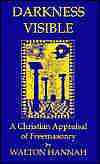 DARKNESS
VISIBLE
A Christian Appraisal
of Freemasonry
by
WALTON HANNAH